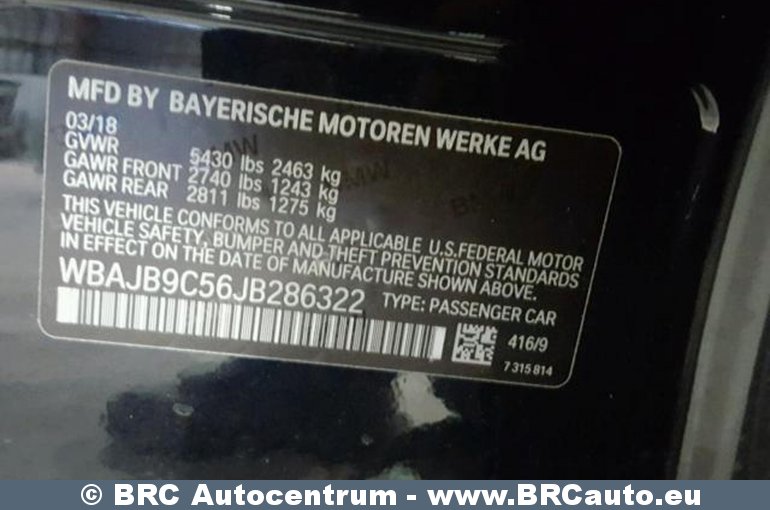 MFD BY BAYERISCHE MOTOREN WERKE AG
03/18
GVWR 5430 lbs 2463 kg
GAWR FRONT 2740 lbs 1243 kg
GAWR REAR 2811 lbs 1275 kg
THIS VEHICLE CONFORMS TO ALL APPLICABLE U.S.FEDERAL MOTOR
VEHICLE SAFETY, BUMPER AND THEFT PREVENTION STANDARDS
IN EFFECT ON THE DATE OF MANUFACTURE SHOWN ABOVE.
WBAJB9C56JB286322 TYPE: PASSENGER CAR
416/9
7 315 814
© BRC Autocentrum - www.BRCauto.eu